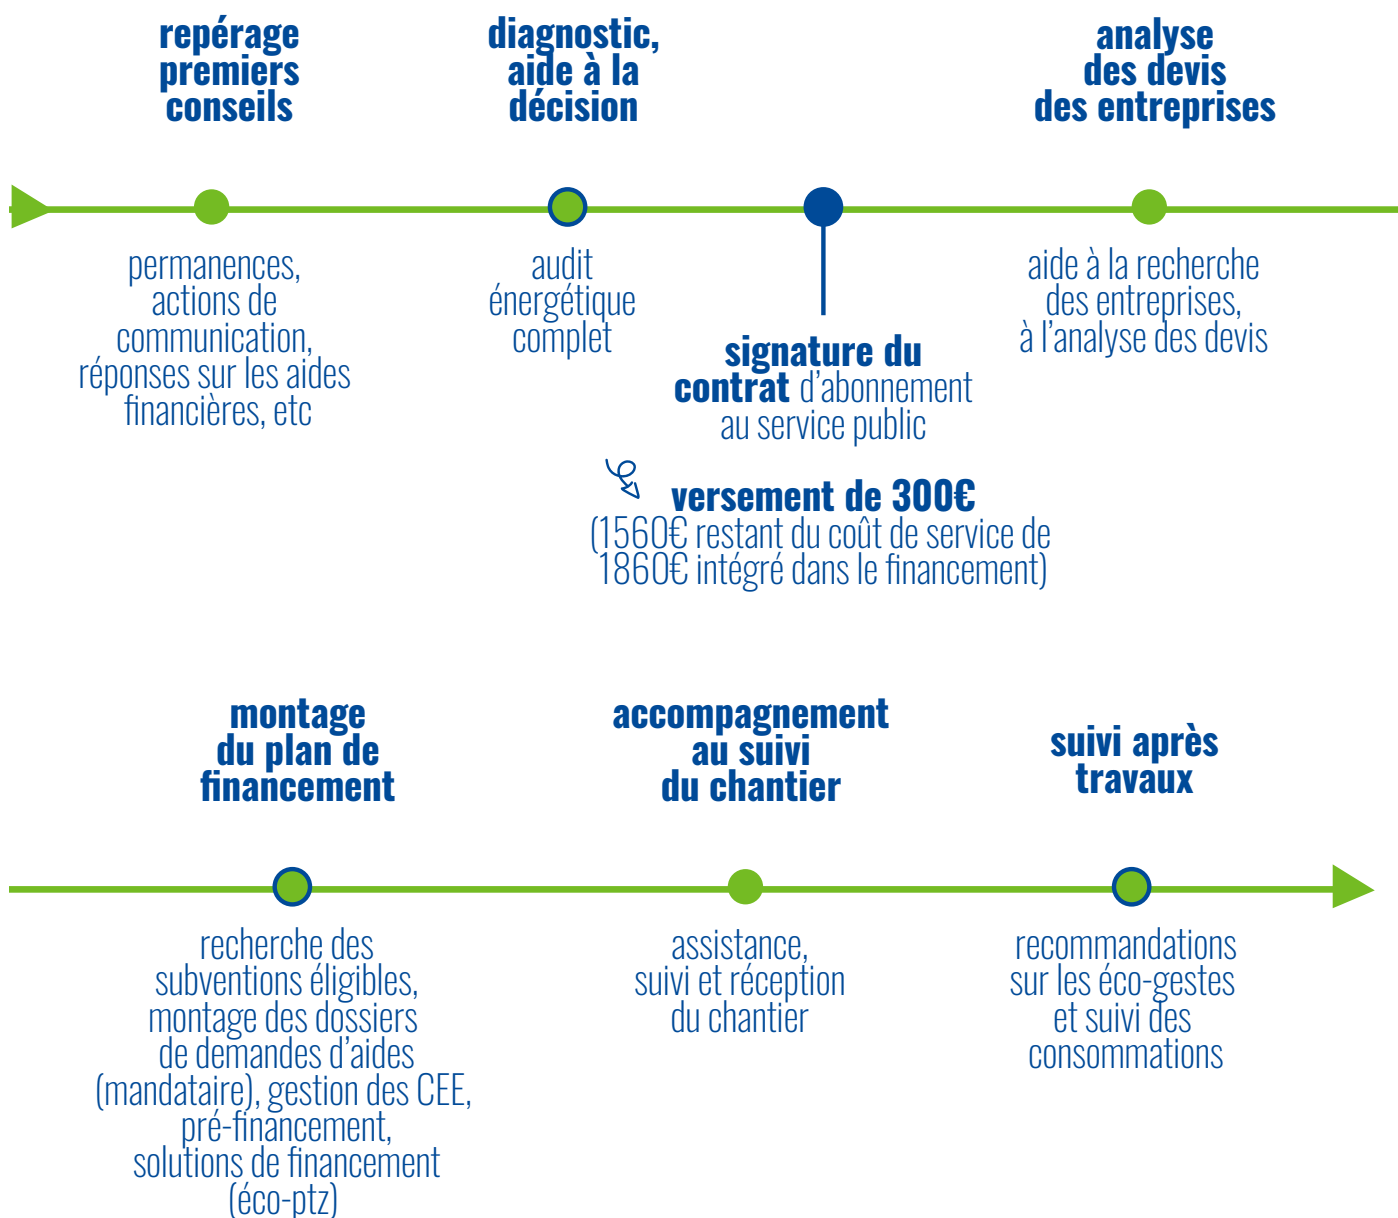 repérage
premiers
conseils
diagnostic,
aide à la
décision
analyse
des devis
des entreprises
permanences,
actions de
communication,
réponses sur les aides
financières, etc
audit
énergétique
complet
signature du
contrat d'abonnement
au service public
versement de 300€
(1560€ restant du coût de service de
1860€ intégré dans le financement)
aide à la recherche
des entreprises,
à l'analyse des devis
montage
du plan de
financement
accompagnement
au suivi
du chantier
suivi après
travaux
recherche des
subventions éligibles,
montage des dossiers
de demandes d'aides
(mandataire), gestion des CEE,
pré-financement,
solutions de financement
(éco-ptz)
assistance,
suivi et réception
du chantier
recommandations
sur les éco-gestes
et suivi des
consommations